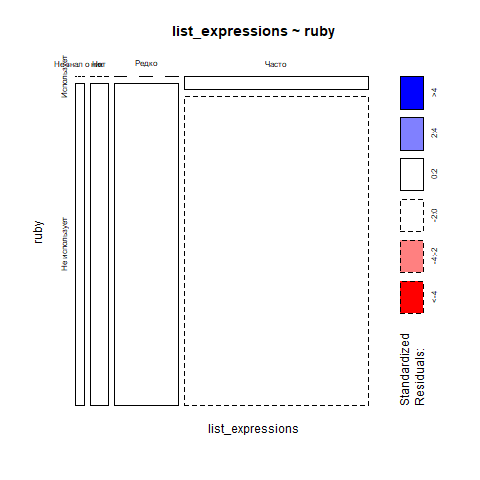 list_expressions ~ ruby
Нет
Редко
Часто
Использует
Не использует
ruby
list_expressions
>4
2:4
0:2
-2:0
-4:-2
<-4
Standardized
Residuals: